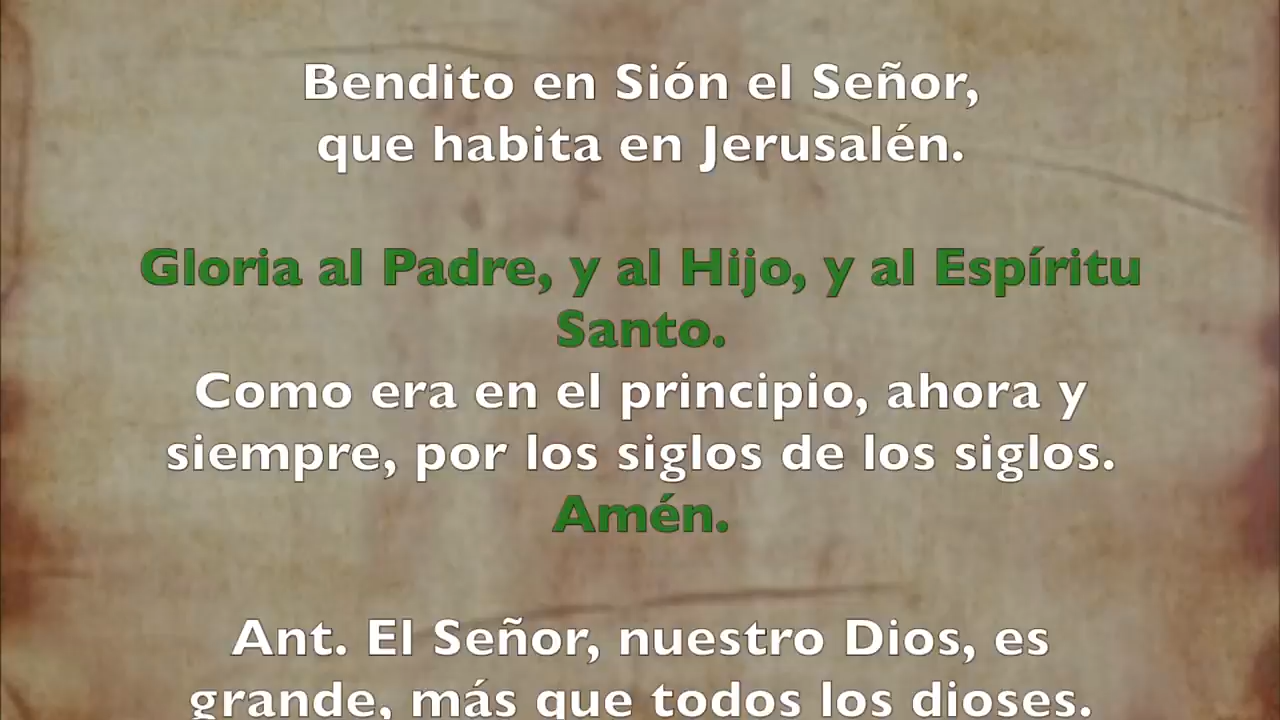 Bendito en Sión el Señor,
que habita en Jerusalén.
Gloria al Padre, y al Hijo, y al Espíritu
Santo.
Como era en el principio, ahora y
siempre, por los siglos de los siglos.
Amén.
Ant. El Señor, nuestro Dios, es
grande, más que todos los dioses.